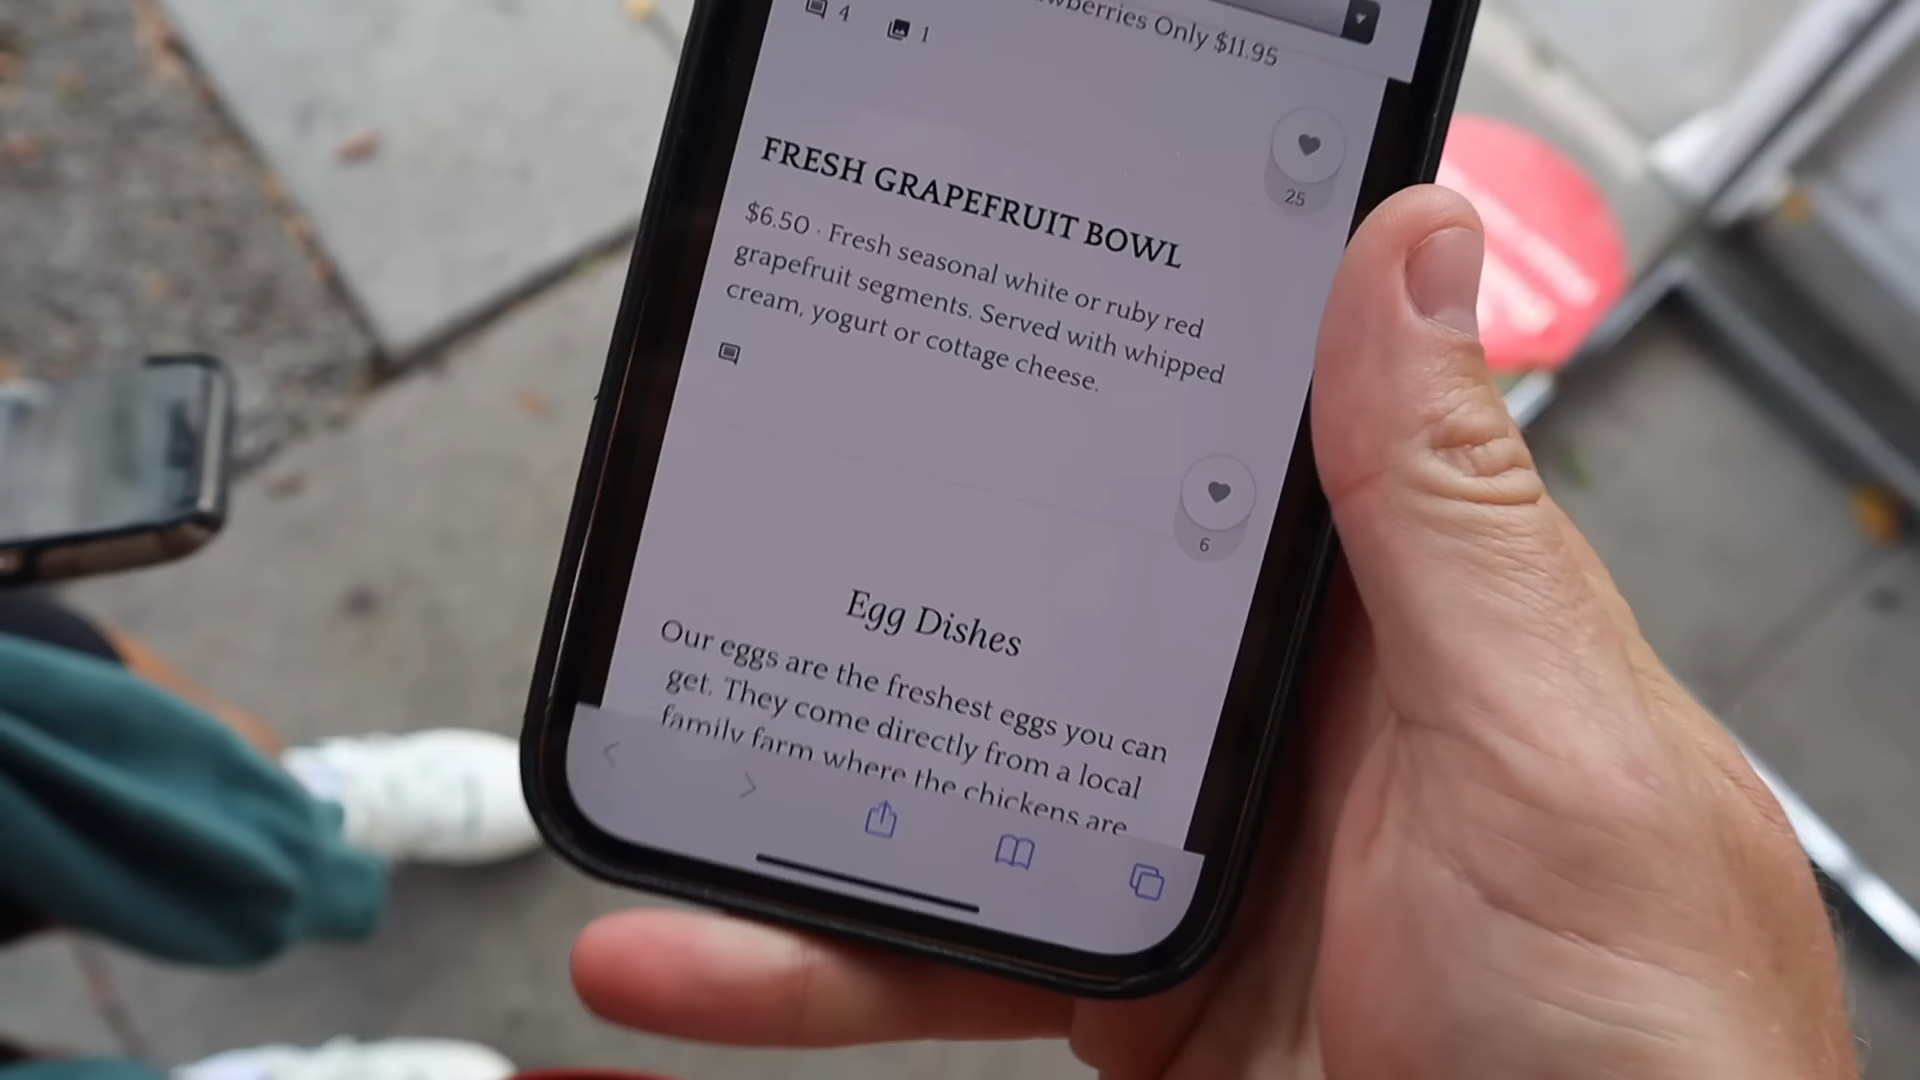 Only $11.95
4 1
25
FRESH GRAPEFRUIT BOWL
$6.50 · Fresh seasonal white or ruby red
grapefruit segments. Served with whipped
cream, yogurt or cottage cheese.
6
Egg Dishes
Our eggs are the freshest eggs you can
get. They come directly from a local
family farm where the chickens are